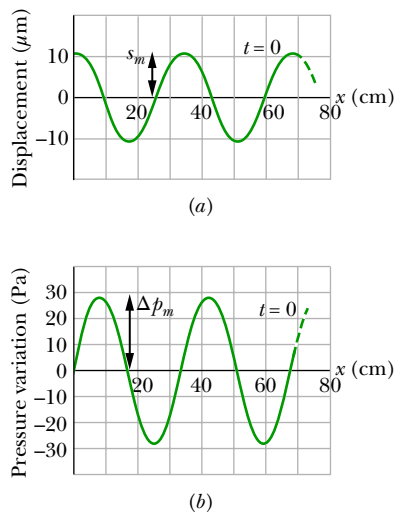 Displacement (μm)
10
0
–10
s_m
t = 0
20
40
60
80
x (cm)
(a)
Pressure variation (Pa)
30
20
10
0
–10
–20
–30
Δp_m
t = 0
20
40
60
80
x (cm)
(b)